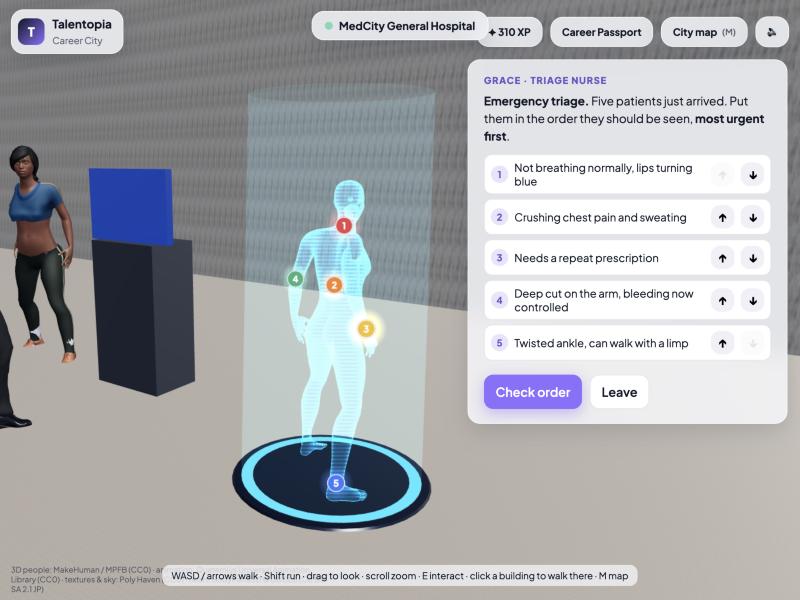 T
Talentopia
Career City
MedCity General Hospital
310 XP
Career Passport
City map (M)
GRACE · TRIAGE NURSE
Emergency triage. Five patients just arrived. Put
them in the order they should be seen, most urgent
first.
1 Not breathing normally, lips turning
blue
2 Crushing chest pain and sweating
3 Needs a repeat prescription
4 Deep cut on the arm, bleeding now
controlled
5 Twisted ankle, can walk with a limp
Check order
Leave
1
4
2
3
5
3D people: MakeHuman / MPFB (CC0) ·
Library (CC0) · textures & sky: Poly Haven
SA 2.1 JP)
WASD / arrows walk · Shift run · drag to look · scroll zoom · E interact · click a building to walk there · M map